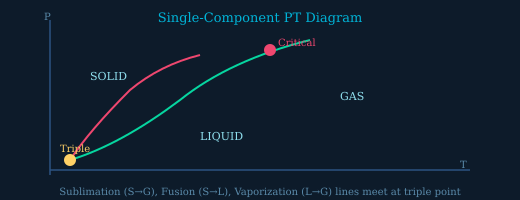 P
Single-Component PT Diagram
Critical
SOLID
GAS
LIQUID
Triple
T
Sublimation (S→G), Fusion (S→L), Vaporization (L→G) lines meet at triple point